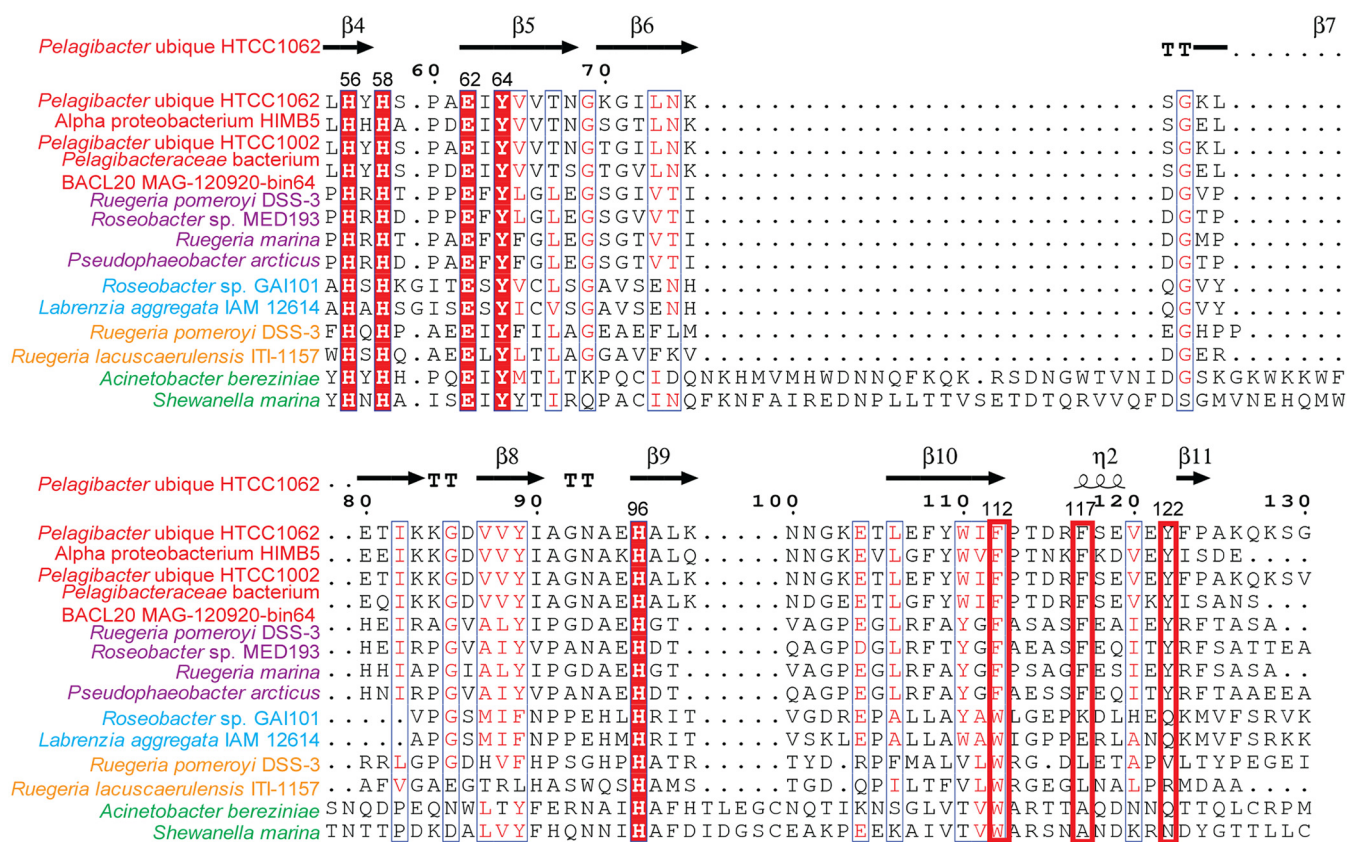 β4 β5 β6 β7
Pelagibacter ubique HTCC1062 TT .......
60 70
56 58 62 64
Pelagibacter ubique HTCC1062 LHYHS.PAEIYVVTNGKGILNK...........................SGKL.......
Alpha proteobacterium HIMB5 LHHHA.PDEIYVVTNGSGTLNK...........................SGEL.......
Pelagibacter ubique HTCC1002 LHYHS.PAEIYVVTNGTGILNK...........................SGKL.......
Pelagibacteraceae bacterium LHYHS.PDEIYVVTSGTGVLNK...........................SGEL.......
BACL20 MAG-120920-bin64
Ruegeria pomeroyi DSS-3 PHRHT.PPEFYLGLEGSGIVTI...........................DGVP.......
Roseobacter sp. MED193 PHRHD.PPEFYLGLEGSGVVTI...........................DGTP.......
Ruegeria marina PHRHT.PAEFYFGLEGSGTVTI...........................DGMP.......
Pseudophaeobacter arcticus PHRHD.PAEFYFGLEGSGTVTI...........................DGTP.......
Roseobacter sp. GAI101 AHSHKGITESYVCLSGAVSENH...........................QGVY.......
Labrenzia aggregata IAM 12614 AHAHSGISESYICVSGAVSENH...........................QGVY.......
Ruegeria pomeroyi DSS-3 FHQHP.AEEIYFILAGEAEFLM...........................EGHPP......
Ruegeria lacuscaerulensis ITI-1157 WHSHQ.AEELYLTLAGGAVFKV...........................DGER.......
Acinetobacter bereziniae YHYHH.PQEIYMTLTKPQCIDQNKHMVMHWDNNQFKQK.RSDNGWTVNIDGSKGKWKKWF
Shewanella marina YHNHA.ISEIYYTIRQPACINQFKNFAIREDNPLLTTVSETDTQRVVQFDSGMVNEHQMW
β8 β9 β10 η2 β11
Pelagibacter ubique HTCC1062 .. TT TT
80 90 100 110 120 130
96 112 117 122
Pelagibacter ubique HTCC1062 ..ETIKKGDVVYIAGNAEHALK.....NNGKETLEFYWIFPTDRFSEVEYFPAKQKSG
Alpha proteobacterium HIMB5 ..EEIKKGDVVYIAGNAEHALQ.....NNGKEVLGFYWIFPTNKFKDVEYISDE....
Pelagibacter ubique HTCC1002 ..ETIKKGDVVYIAGNAKHALK.....NNGKETLEFYWIFPTDRFSEVEYFPAKQKSV
Pelagibacteraceae bacterium ..EQIKKGDVVYIAGNAEHALK.....NDGEETLGFYWIFPTDRFSEVKYISANS...
BACL20 MAG-120920-bin64
Ruegeria pomeroyi DSS-3 ..HEIRAGVALYIPGNAEHGT......VAGPEGLRFAYGFASASFEAIEYRFTASA..
Roseobacter sp. MED193 ..HEIRPGVAIYVPANAEHDT......QAGPDGLRFTYGFAEASFEQITYRFSATTEA
Ruegeria marina ..HHIAPGIALYIPGDAEHGT......VAGPEGLRFAYGFPSAGFESIEYRFSASA..
Pseudophaeobacter arcticus ..HNIRPGVAIYVPANAEHDT......QAGPEGLRFAYGFAESSFEQITYRFTAAEEA
Roseobacter sp. GAI101 .....VPGSMIFNPPEHLHRIT.....VGDREPALLAYAWLGEPKDLHEQKMVFSRVK
Labrenzia aggregata IAM 12614 .....APGSMIFNPPEHMHRIT.....VSKLEPALLAWAWIGPPERLANQKMVFSRKK
Ruegeria pomeroyi DSS-3 ..RRLGPGDHVFHPSGHPHATR.....TYD.RPFMALVLWRG.DLETAPVLTYPEGEI
Ruegeria lacuscaerulensis ITI-1157 ..AFVGAEGTRLHASWQSHAMS.....TGD.QPILTFVLWRGEGLNALPRMDAA....
Acinetobacter bereziniae SNQDPEQNWLTYFERNAIHAFHTLEGCNQTIKNSGLVTVWARTTAQDNNQTTQLCRPM
Shewanella marina TNTTPDKDALVYFHQNNIHAFDIDGSCEAKPEEKAIVTVWARSNANDKRNDYGTTLLC